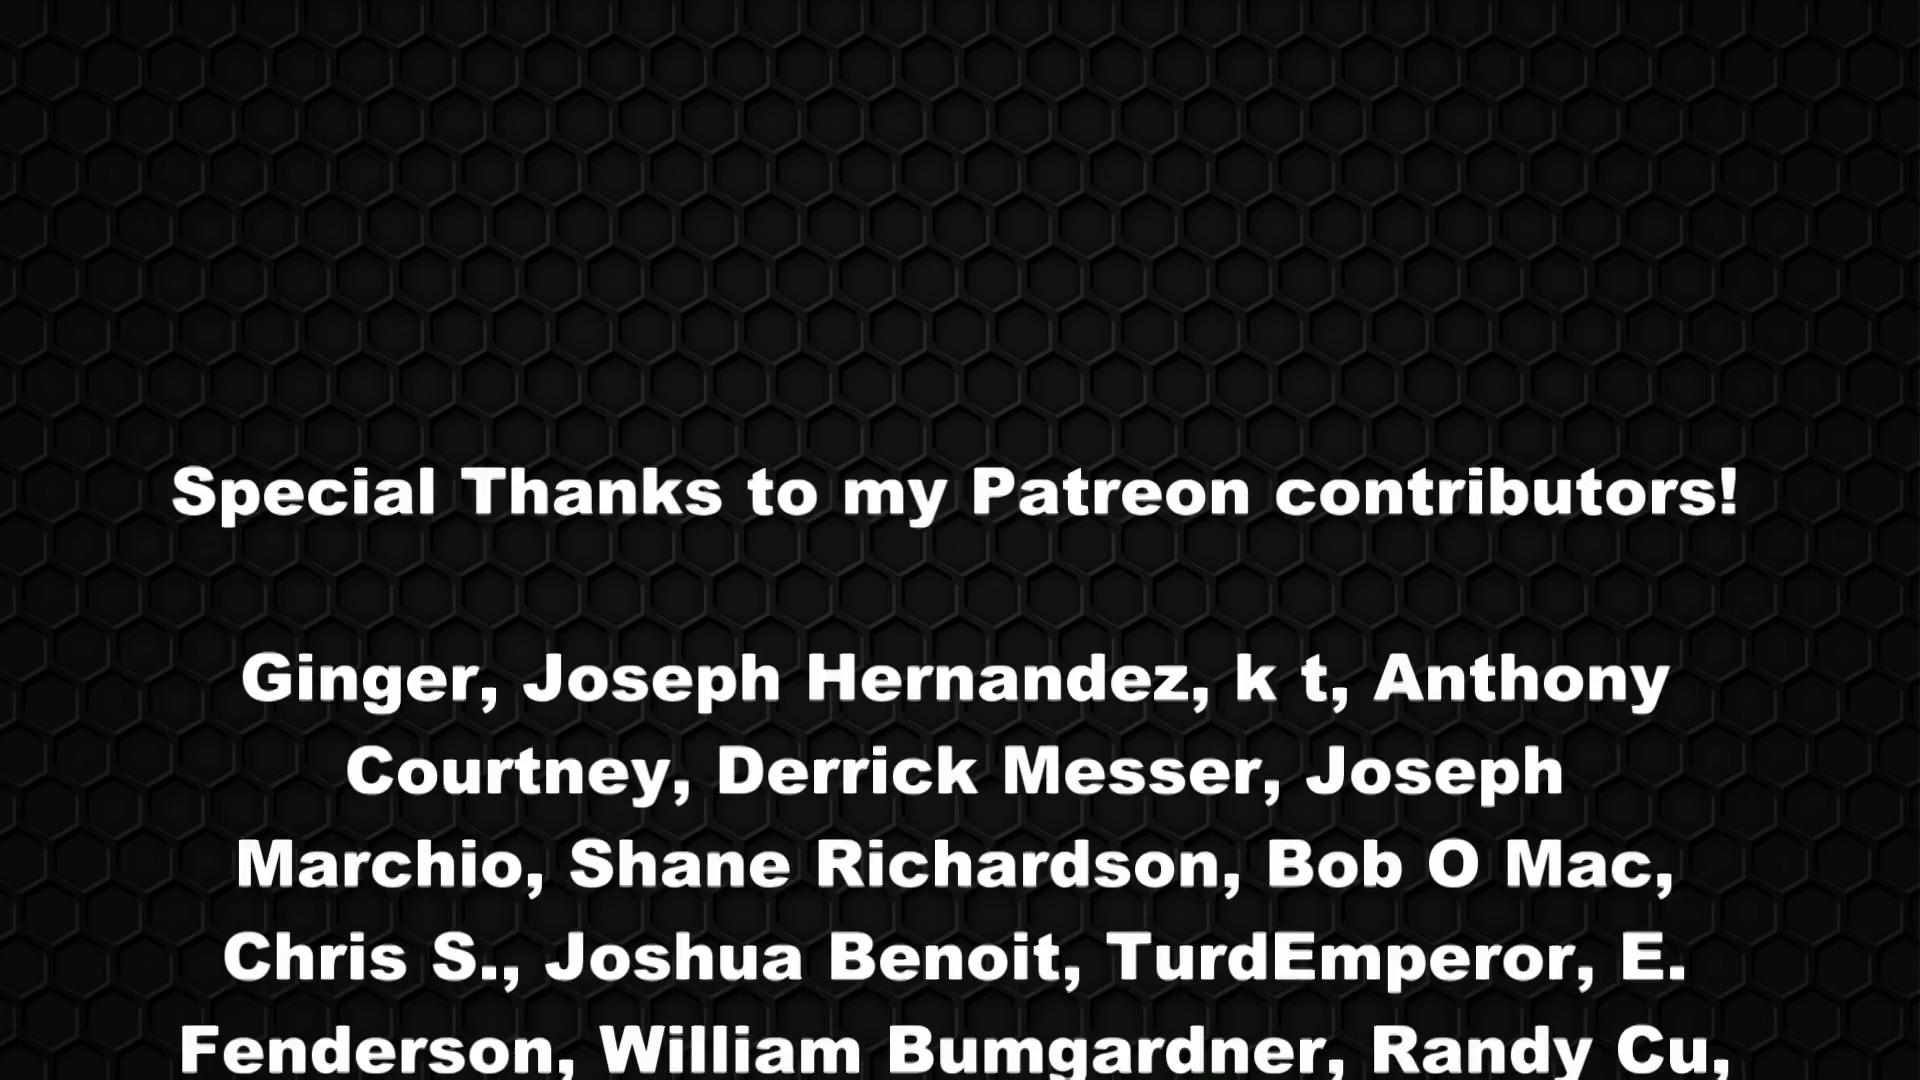 Special Thanks to my Patreon contributors!
Ginger, Joseph Hernandez, k t, Anthony
Courtney, Derrick Messer, Joseph
Marchio, Shane Richardson, Bob O Mac,
Chris S., Joshua Benoit, TurdEmperor, E.
Fenderson, William Bumgardner, Randy Cu,